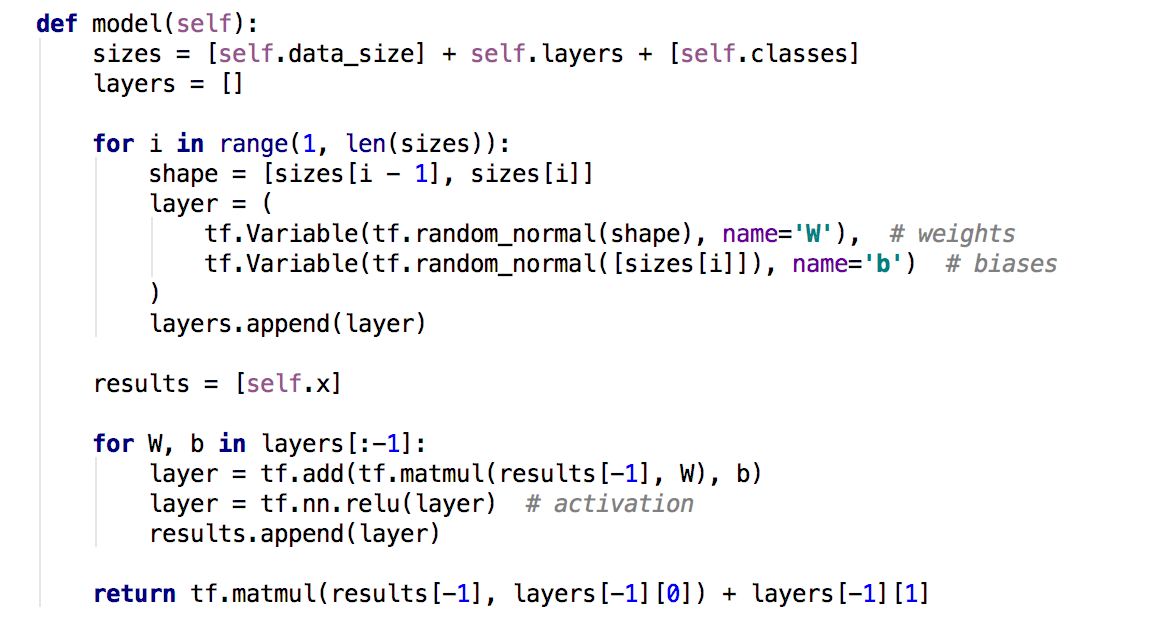 def model(self):
    sizes = [self.data_size] + self.layers + [self.classes]
    layers = []

    for i in range(1, len(sizes)):
        shape = [sizes[i - 1], sizes[i]]
        layer = (
            tf.Variable(tf.random_normal(shape), name='W'),  # weights
            tf.Variable(tf.random_normal([sizes[i]]), name='b')  # biases
        )
        layers.append(layer)

    results = [self.x]

    for W, b in layers[:-1]:
        layer = tf.add(tf.matmul(results[-1], W), b)
        layer = tf.nn.relu(layer)  # activation
        results.append(layer)

    return tf.matmul(results[-1], layers[-1][0]) + layers[-1][1]